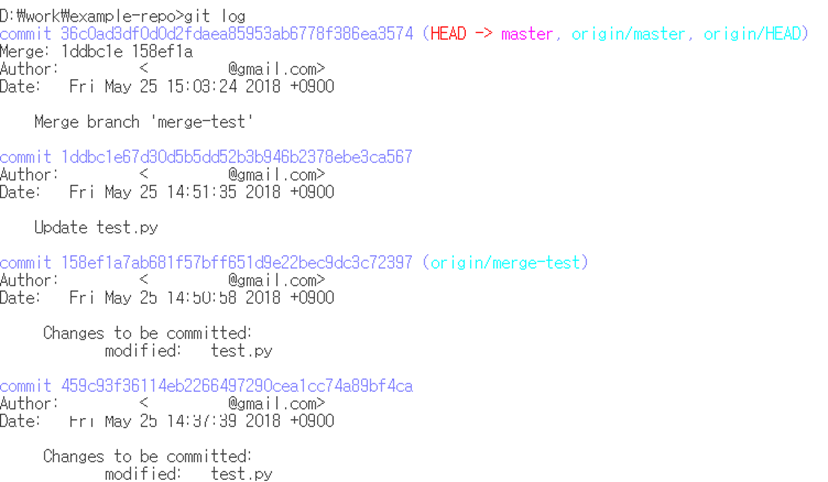 D:₩work₩example-repo>git log
commit 36c0ad3df0d0d2fdaea85953ab6778f386ea3574 (HEAD -> master, origin/master, origin/HEAD)
Merge: 1ddbc1e 158ef1a
Author: < @gmail.com>
Date: Fri May 25 15:03:24 2018 +0900
Merge branch 'merge-test'
commit 1ddbc1e67d30d5b5dd52b3b946b2378ebe3ca567
Author: < @gmail.com>
Date: Fri May 25 14:51:35 2018 +0900
Update test.py
commit 158ef1a7ab681f57bff651d9e22bec9dc3c72397 (origin/merge-test)
Author: < @gmail.com>
Date: Fri May 25 14:50:58 2018 +0900
Changes to be committed:
modified: test.py
commit 459c93f36114eb2266497290cea1cc74a89bf4ca
Author: < @gmail.com>
Date: Fri May 25 14:37:39 2018 +0900
Changes to be committed:
modified: test.py